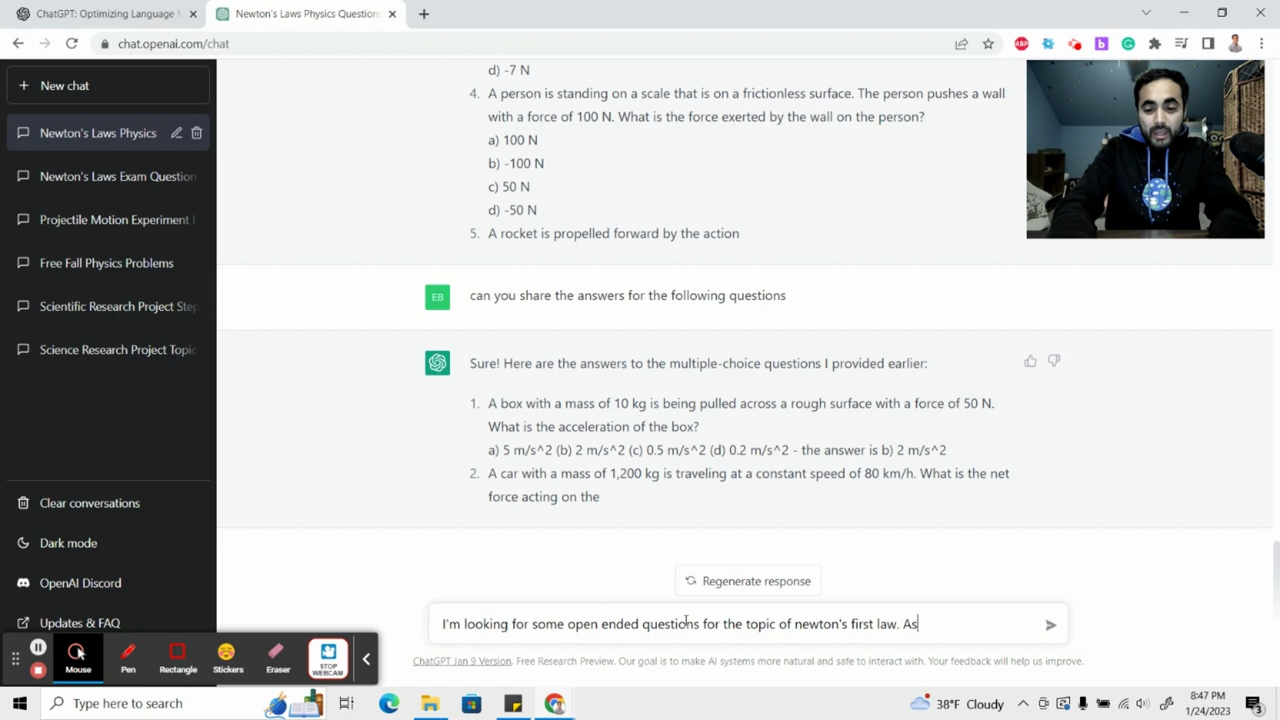 ChatGPT: Optimizing Language M
Newton's Laws Physics Question
chat.openai.com/chat
ABP
b
New chat
Newton's Laws Physics
Newton's Laws Exam Question
Projectile Motion Experiment
Free Fall Physics Problems
Scientific Research Project Step
Science Research Project Topic
Clear conversations
Dark mode
OpenAI Discord
Updates & FAQ
d) -7 N
4. A person is standing on a scale that is on a frictionless surface. The person pushes a wall
with a force of 100 N. What is the force exerted by the wall on the person?
a) 100 N
b) -100 N
c) 50 N
d) -50 N
5. A rocket is propelled forward by the action
EB
can you share the answers for the following questions
Sure! Here are the answers to the multiple-choice questions I provided earlier:
1. A box with a mass of 10 kg is being pulled across a rough surface with a force of 50 N.
What is the acceleration of the box?
a) 5 m/s^2 (b) 2 m/s^2 (c) 0.5 m/s^2 (d) 0.2 m/s^2 - the answer is b) 2 m/s^2
2. A car with a mass of 1,200 kg is traveling at a constant speed of 80 km/h. What is the net
force acting on the
Regenerate response
I'm looking for some open ended questions for the topic of newton's first law. As
ChatGPT Jan 9 Version. Free Research Preview. Our goal is to make AI systems more natural and safe to interact with. Your feedback will help us improve.
Mouse
Pen
Rectangle
Stickers
Eraser
STOP
WEBCAM
Type here to search
38°F Cloudy
8:47 PM
1/24/2023
3